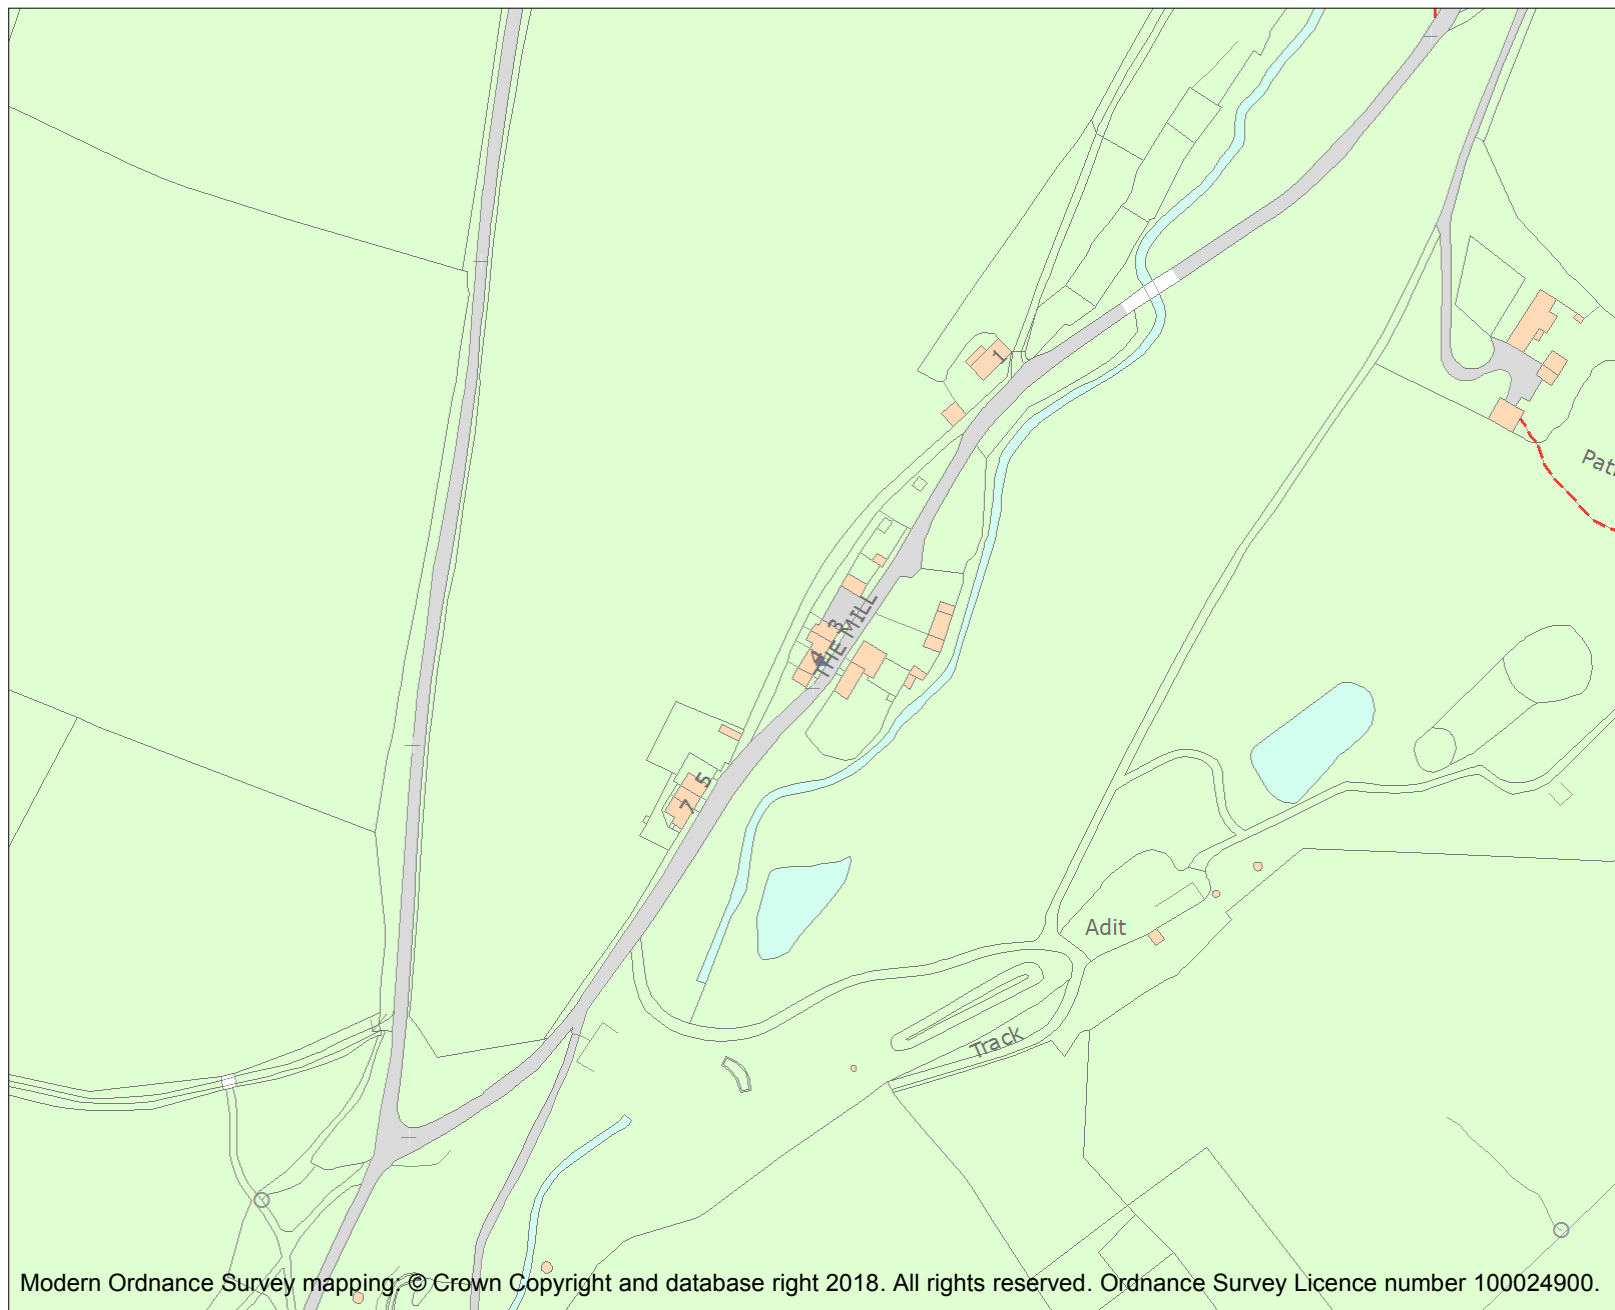 1
Pat
3
THE MILL
4
5
7
Adit
Track
Modern Ordnance Survey mapping: © Crown Copyright and database right 2018. All rights reserved. Ordnance Survey Licence number 100024900.